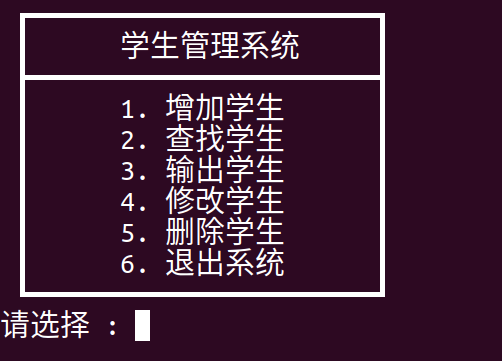 学生管理系统
1. 增加学生
2. 查找学生
3. 输出学生
4. 修改学生
5. 删除学生
6. 退出系统
请选择 :